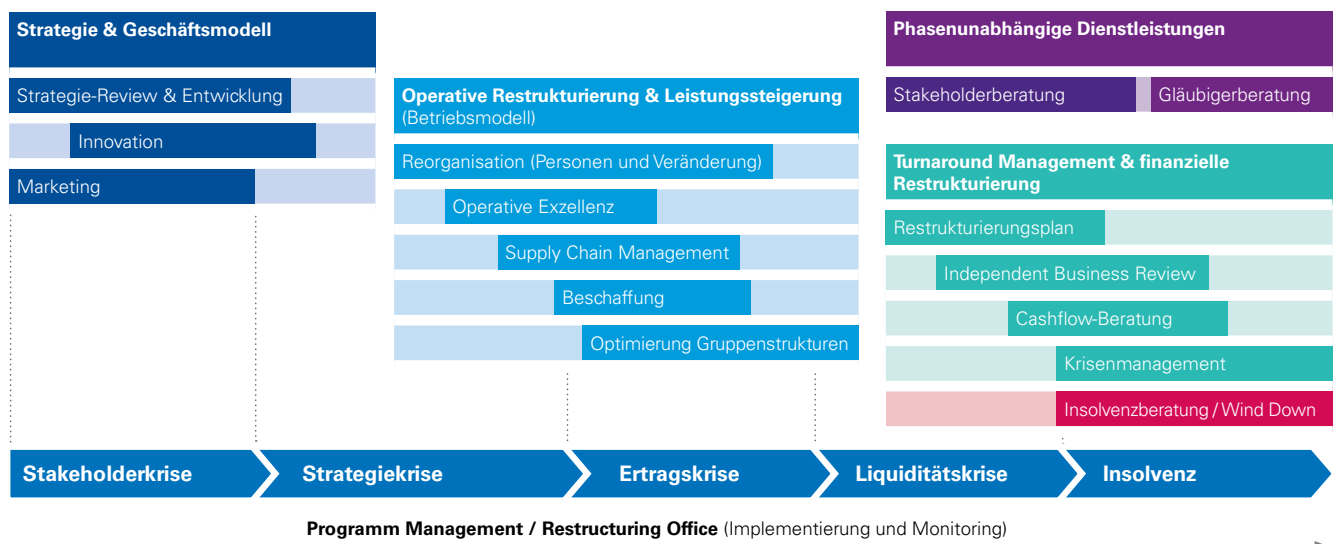 Strategie & Geschäftsmodell
Strategie-Review & Entwicklung
Innovation
Marketing
Operative Restrukturierung & Leistungssteigerung
(Betriebsmodell)
Reorganisation (Personen und Veränderung)
Operative Exzellenz
Supply Chain Management
Beschaffung
Optimierung Gruppenstrukturen
Phasenunabhängige Dienstleistungen
Stakeholderberatung
Gläubigerberatung
Turnaround Management & finanzielle
Restrukturierung
Restrukturierungsplan
Independent Business Review
Cashflow-Beratung
Krisenmanagement
Insolvenzberatung / Wind Down
Stakeholderkrise
Strategiekrise
Ertragskrise
Liquiditätskrise
Insolvenz
Programm Management / Restructuring Office (Implementierung und Monitoring)